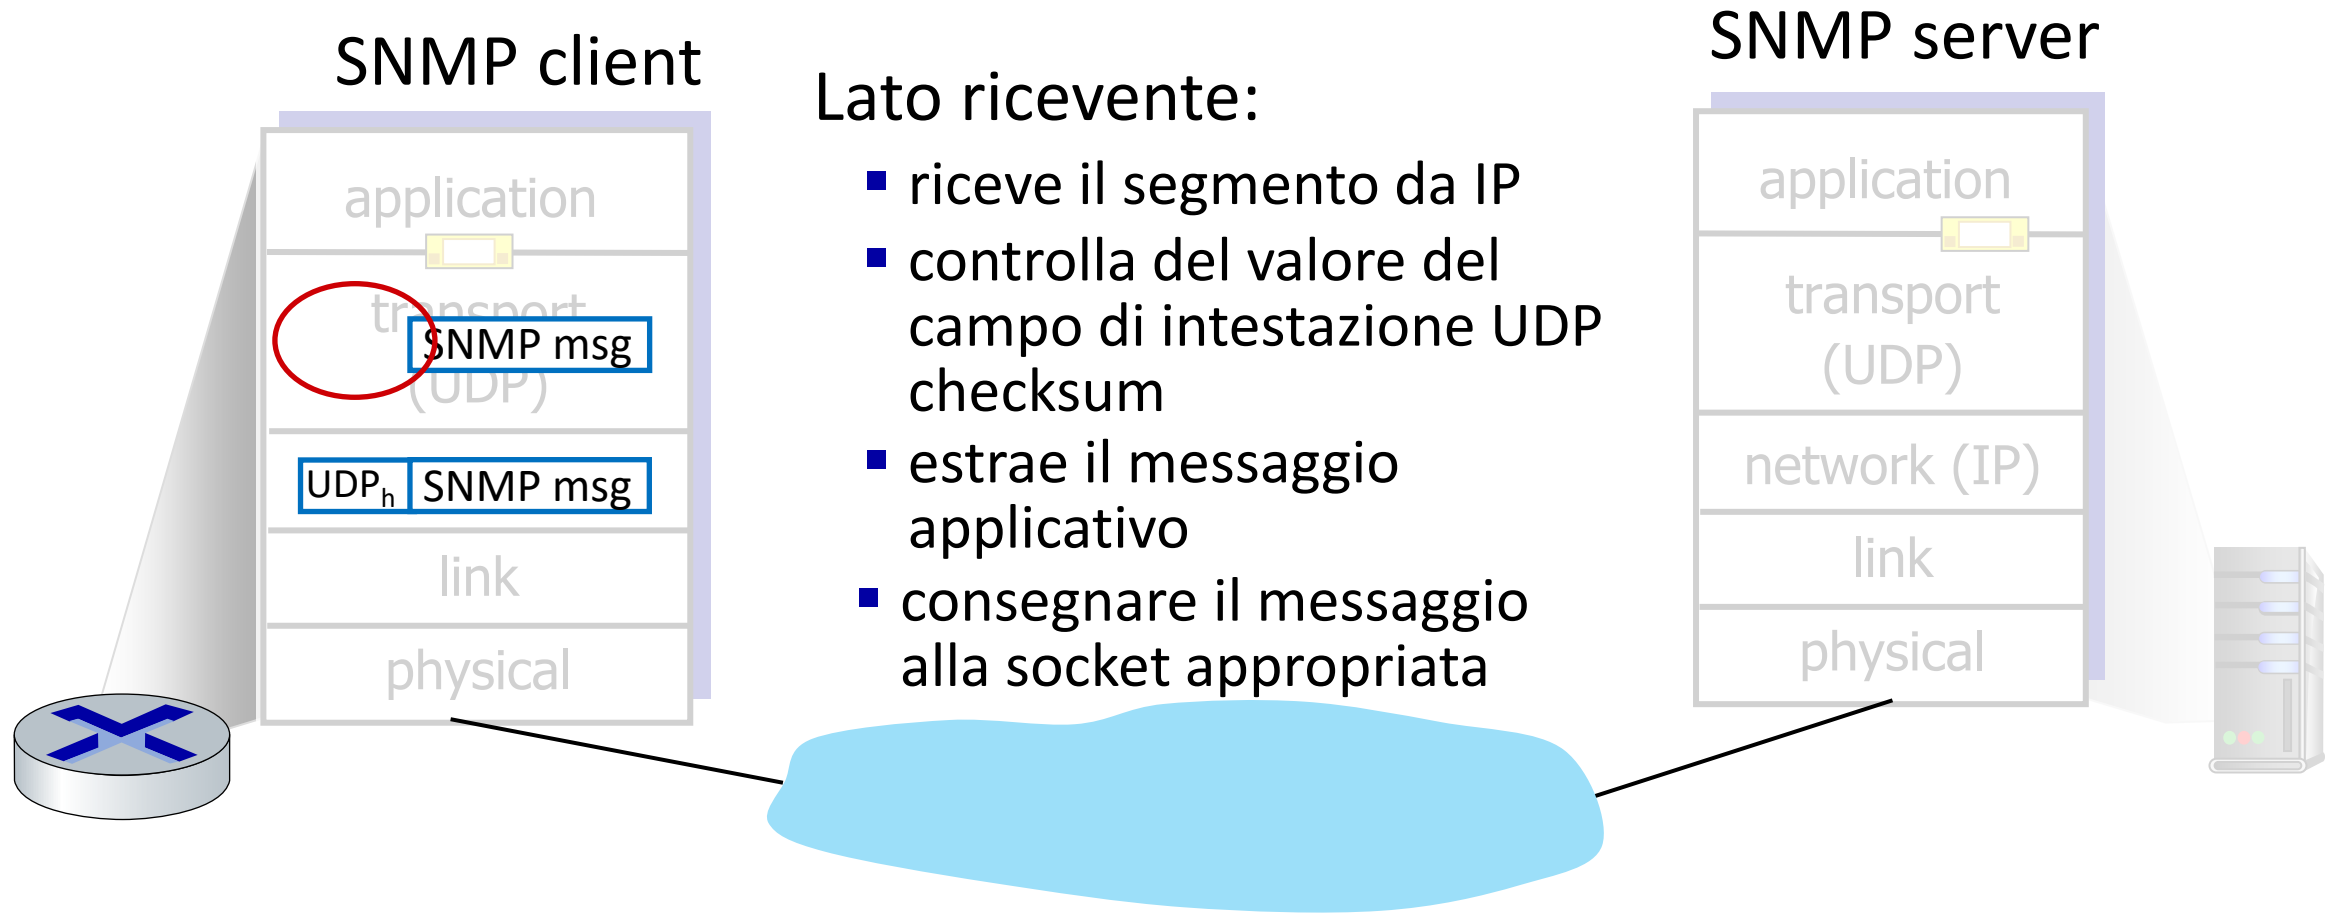 SNMP client
application
transport
(UDP)
SNMP msg
UDPh SNMP msg
link
physical
Lato ricevente:
riceve il segmento da IP
controlla del valore del
campo di intestazione UDP
checksum
estrae il messaggio
applicativo
consegnare il messaggio
alla socket appropriata
SNMP server
application
transport
(UDP)
network (IP)
link
physical